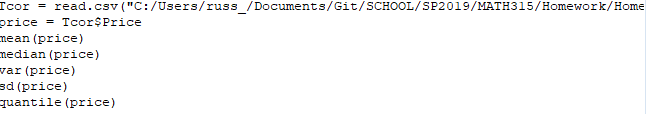 Tcor = read.csv("C:/Users/russ_/Documents/Git/SCHOOL/SP2019/MATH315/Homework/Home
price = Tcor$Price
mean(price)
median(price)
var(price)
sd(price)
quantile(price)